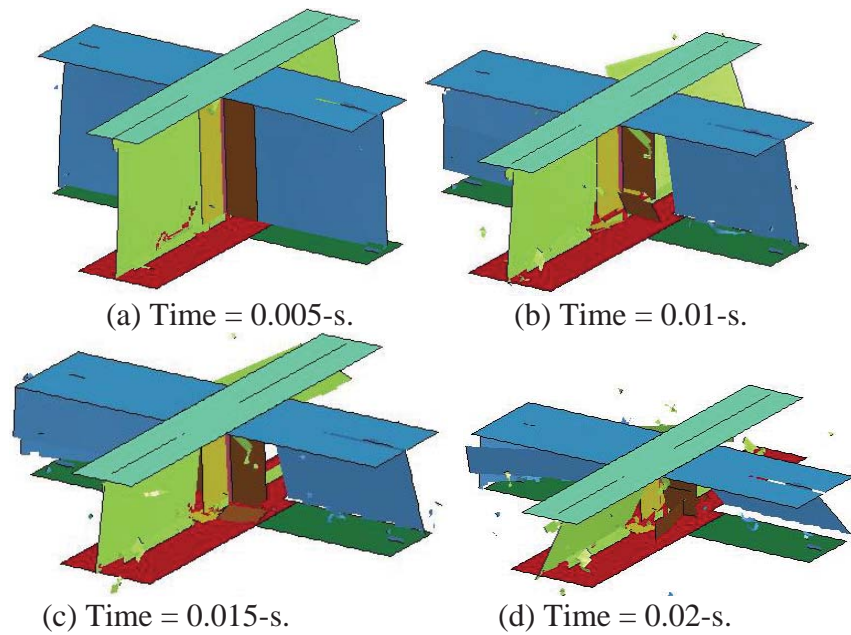 (a) Time = 0.005-s.
(b) Time = 0.01-s.
(c) Time = 0.015-s.
(d) Time = 0.02-s.